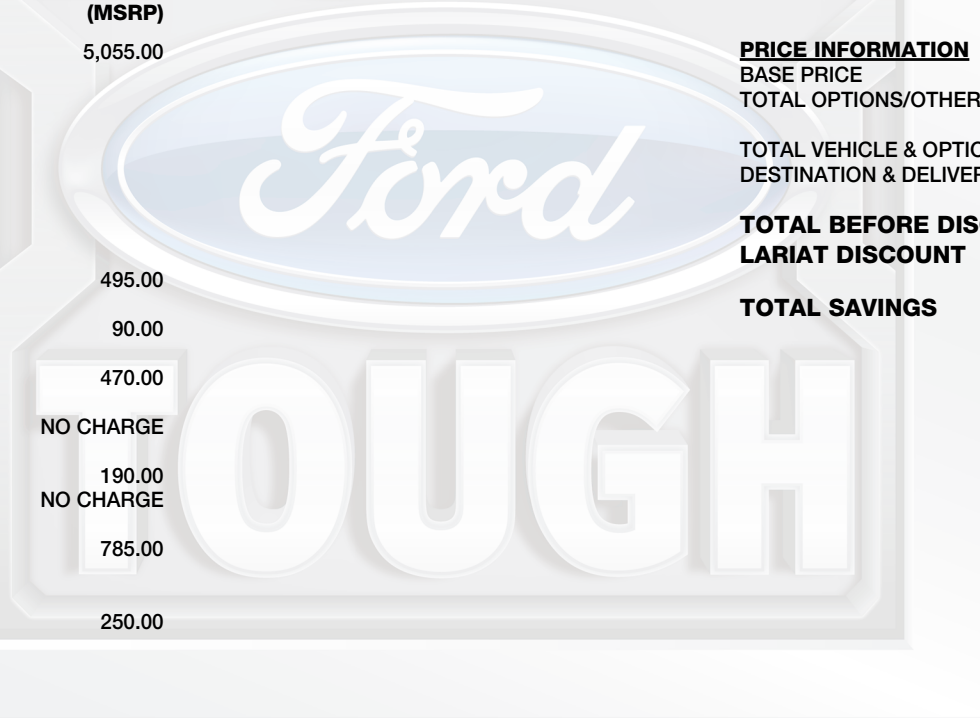 (MSRP)
5,055.00
495.00
90.00
470.00
NO CHARGE
190.00
NO CHARGE
785.00
250.00
PRICE INFORMATION
BASE PRICE
TOTAL OPTIONS/OTHER
TOTAL VEHICLE & OPTIO
DESTINATION & DELIVER
TOTAL BEFORE DISC
LARIAT DISCOUNT
TOTAL SAVINGS
Ford
TOUGH